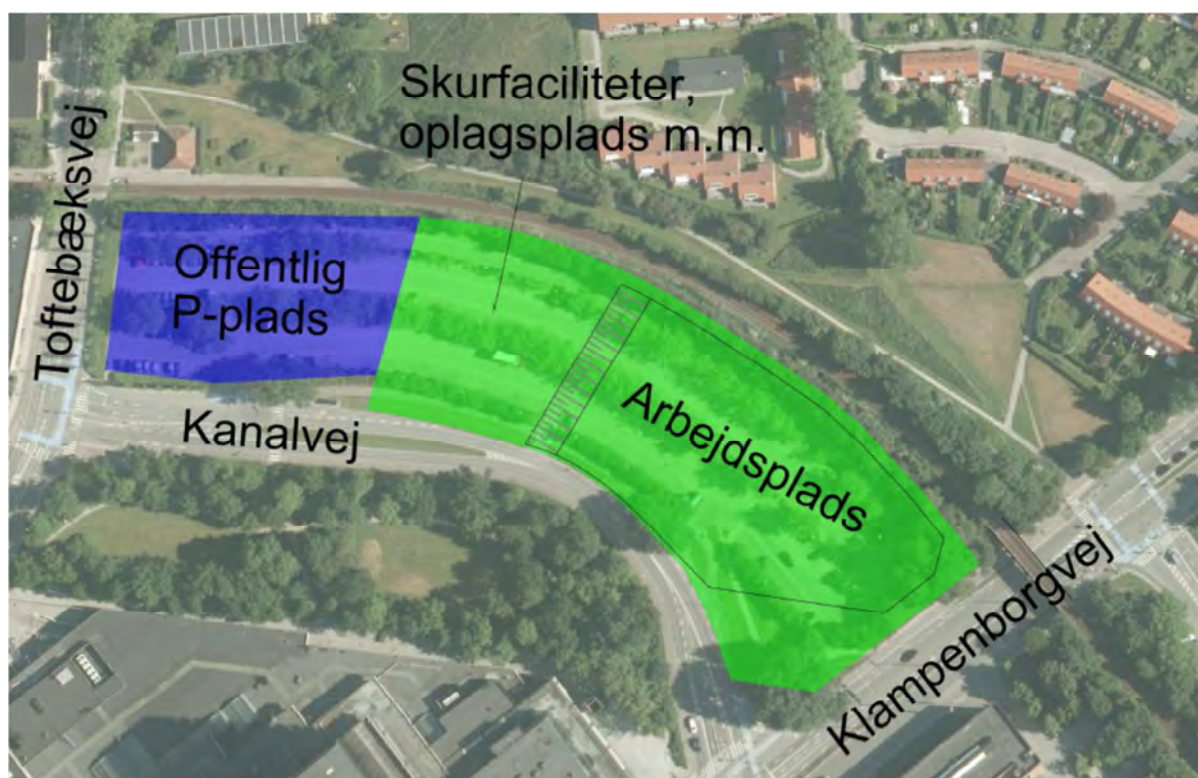 Skurfaciliteter,
oplagsplads m.m.
Toftebæksvej
Offentlig
P-plads
Kanalvej
Arbejdsplads
Klampenborgvej